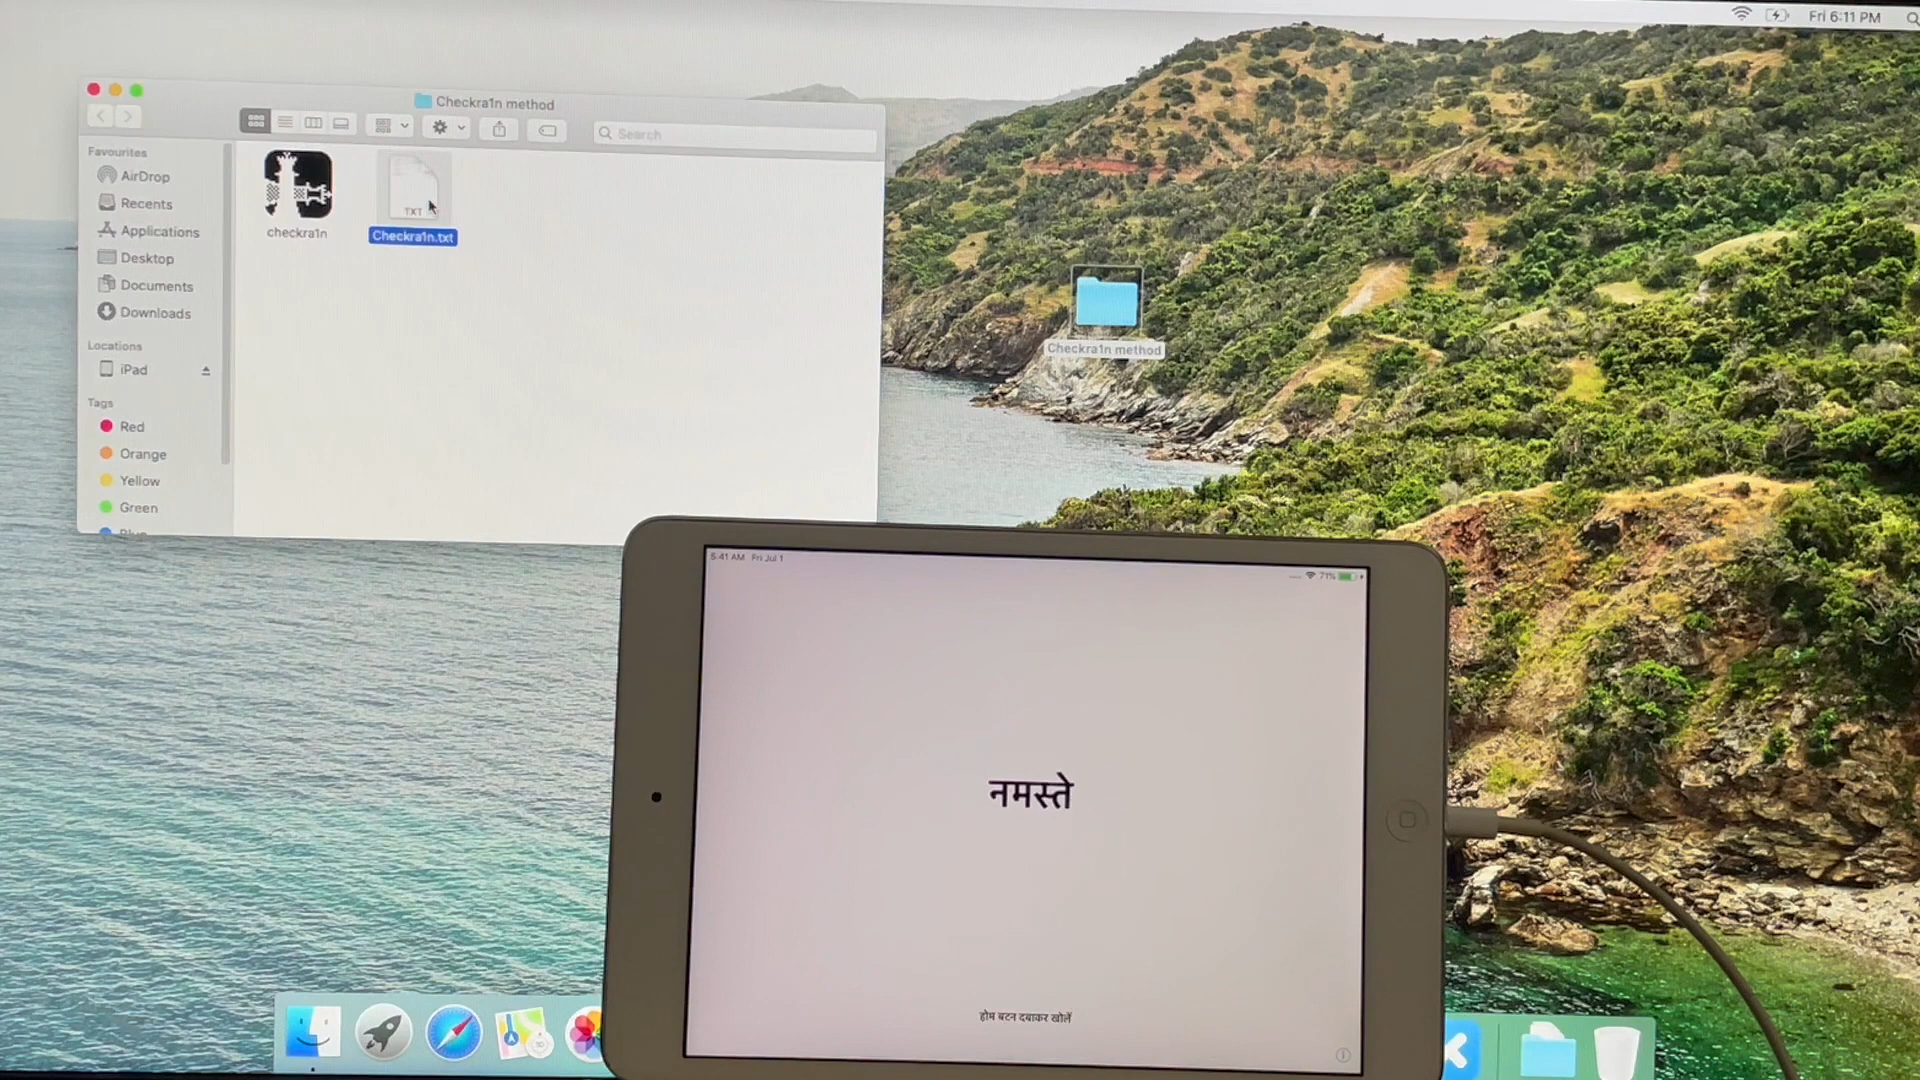 Fri 6:11 PM
Checkra1n method
Search
Favourites
AirDrop
Recents
Applications
Desktop
Documents
Downloads
Locations
iPad
Tags
Red
Orange
Yellow
Green
Blue
checkra1n
TXT
Checkra1n.txt
Checkra1n method
5:41 AM Fri Jul 1
71%
नमस्ते
होम बटन दबाकर खोलें
3D